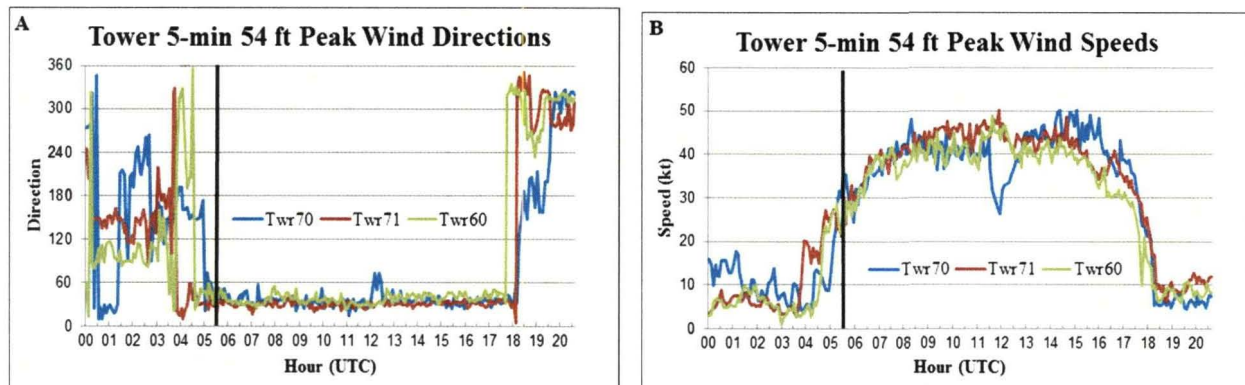 A
Tower 5-min 54 ft Peak Wind Directions
360
300
240
180
120
60
0
Direction
Twr70 Twr71 Twr60
00 01 02 03 04 05 06 07 08 09 10 11 12 13 14 15 16 17 18 19 20
Hour (UTC)
B
Tower 5-min 54 ft Peak Wind Speeds
60
50
40
30
20
10
0
Speed (kt)
Twr70 Twr71 Twr60
00 01 02 03 04 05 06 07 08 09 10 11 12 13 14 15 16 17 18 19 20
Hour (UTC)